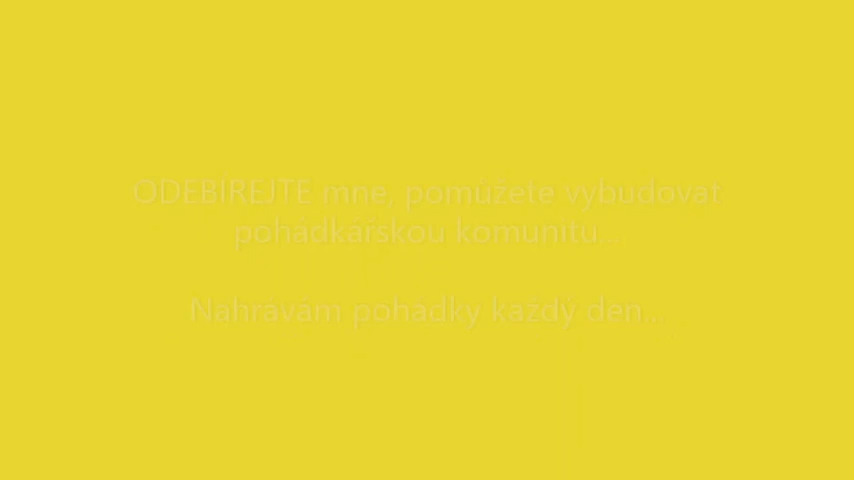 ODEBÍREJTE mne, pomůžete vybudovat
pohádkářskou komunitu...
Nahrávám pohádky každý den...